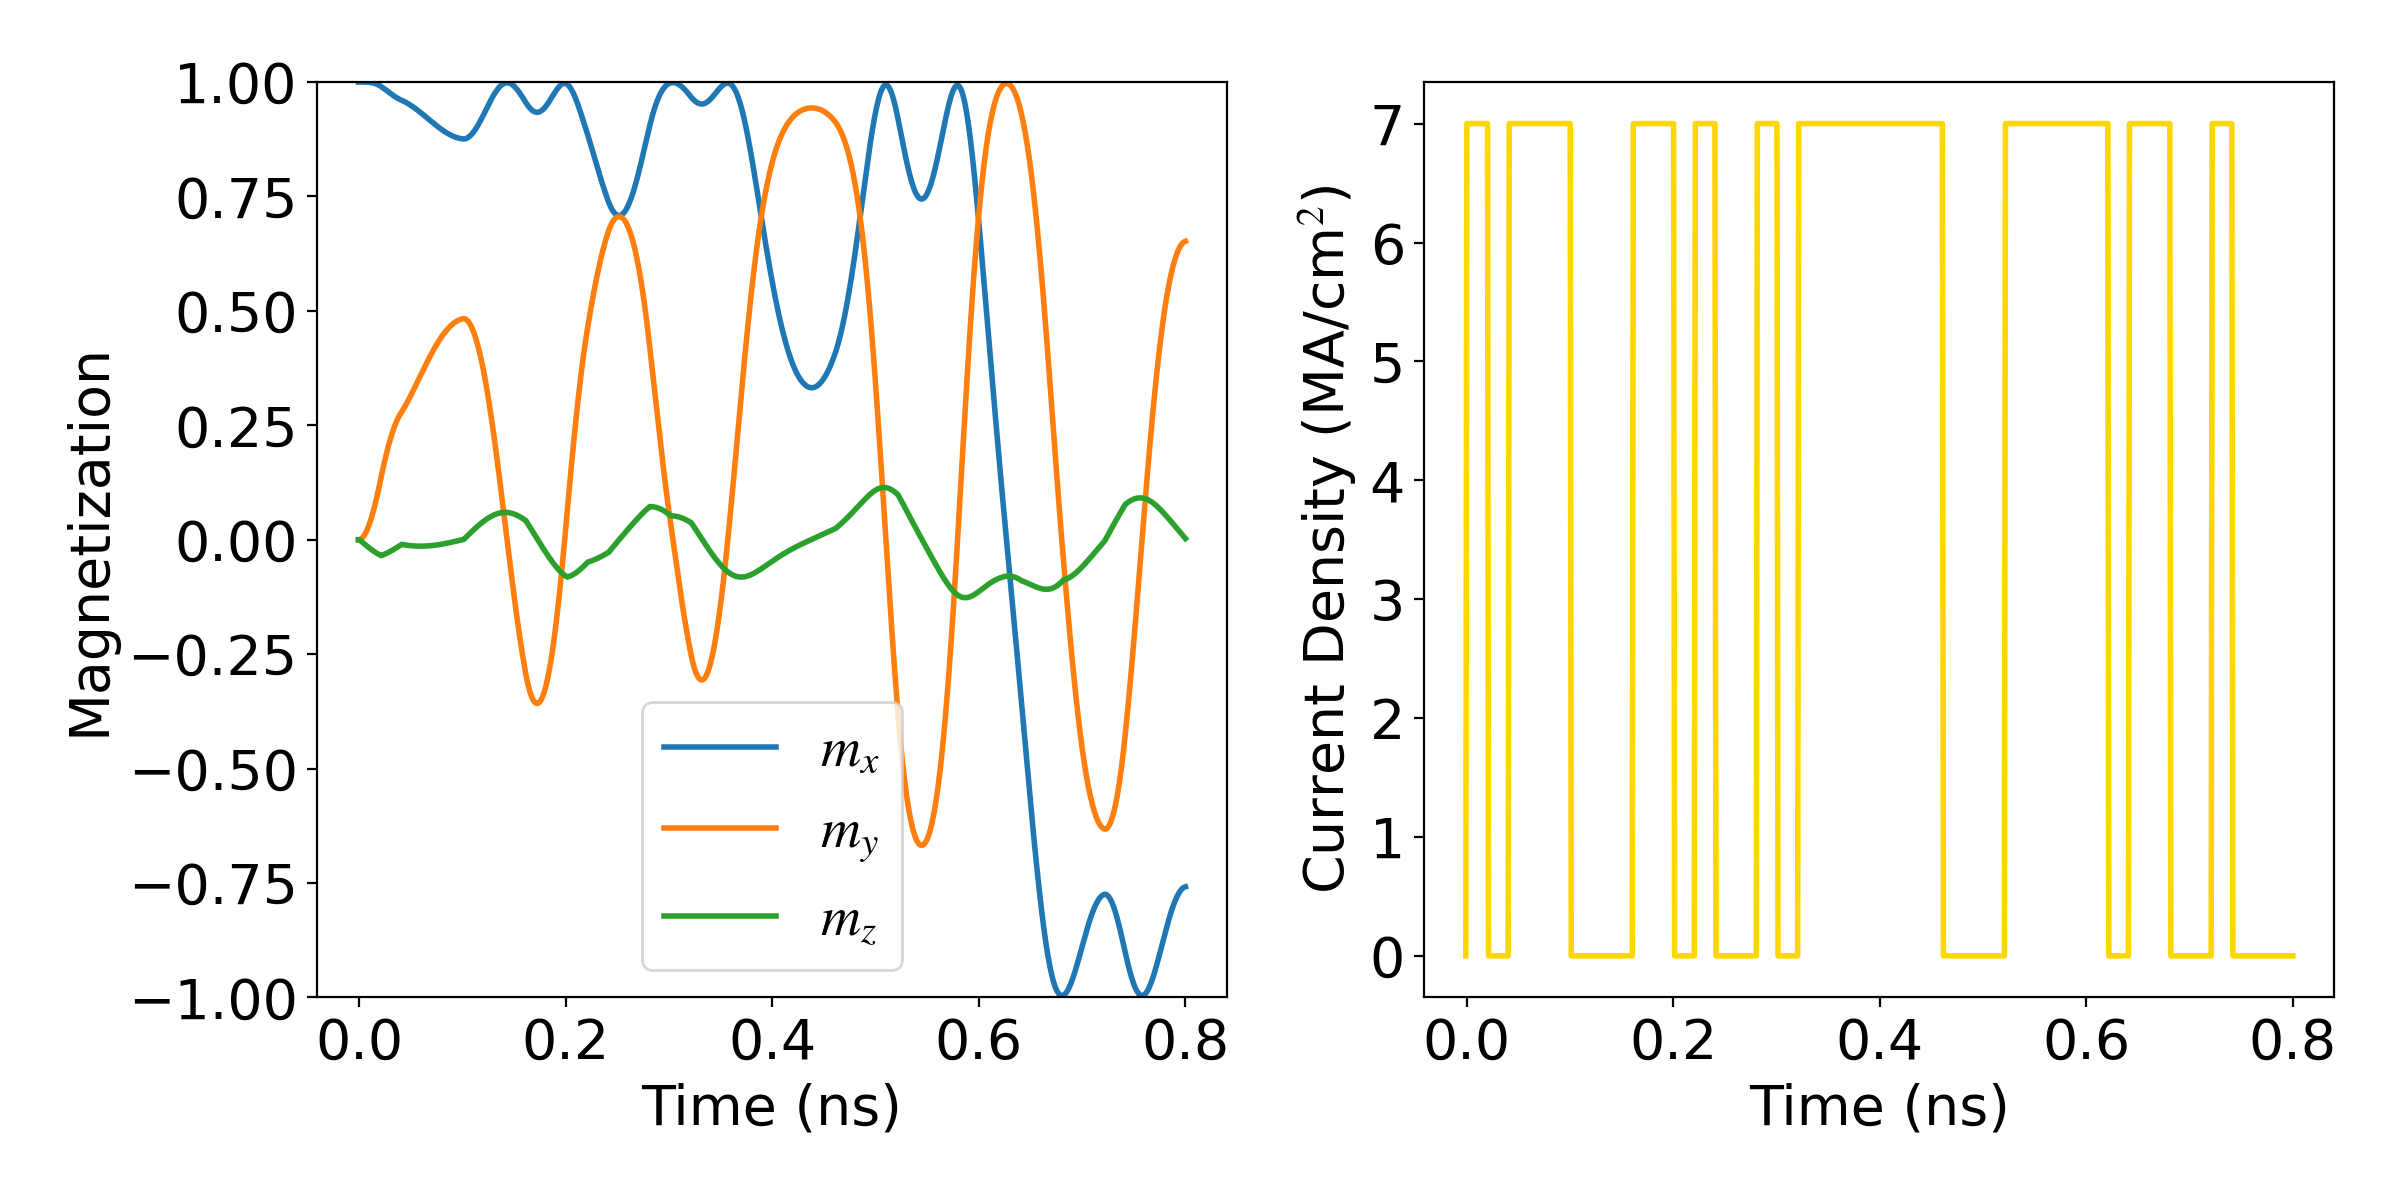 1.00
0.75
0.50
0.25
0.00
−0.25
−0.50
−0.75
−1.00
Magnetization
0.0 0.2 0.4 0.6 0.8
Time (ns)
m_x
m_y
m_z
7
6
5
4
3
2
1
0
Current Density (MA/cm²)
0.0 0.2 0.4 0.6 0.8
Time (ns)